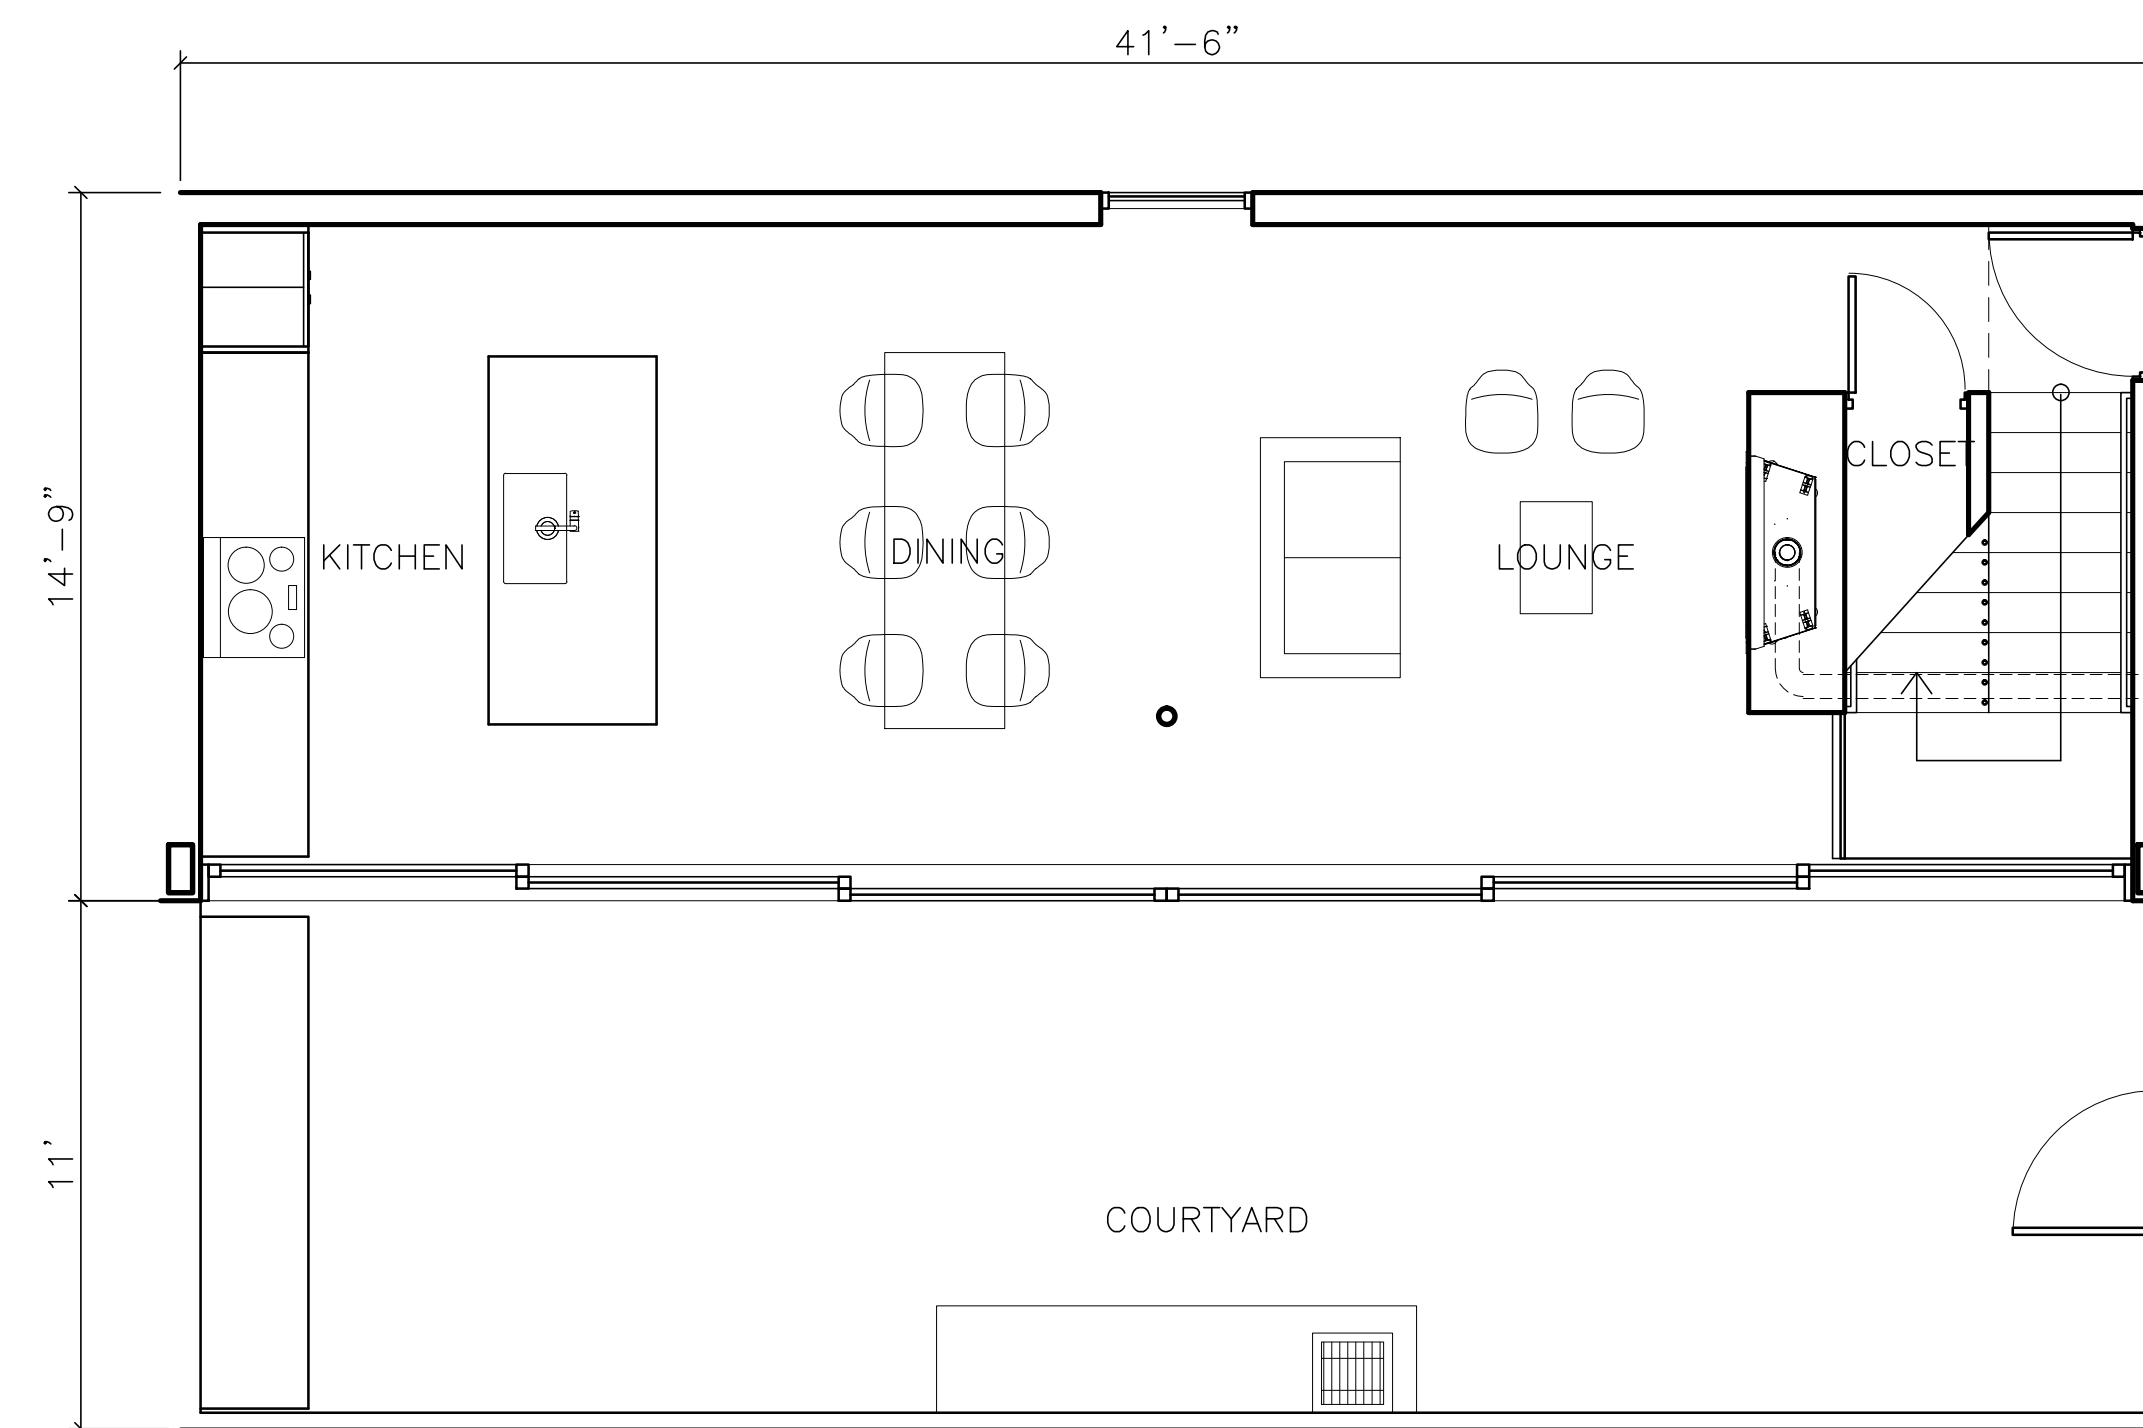 41'-6"
CLOSET
14'-9"
KITCHEN
DINING
LOUNGE
11'
COURTYARD